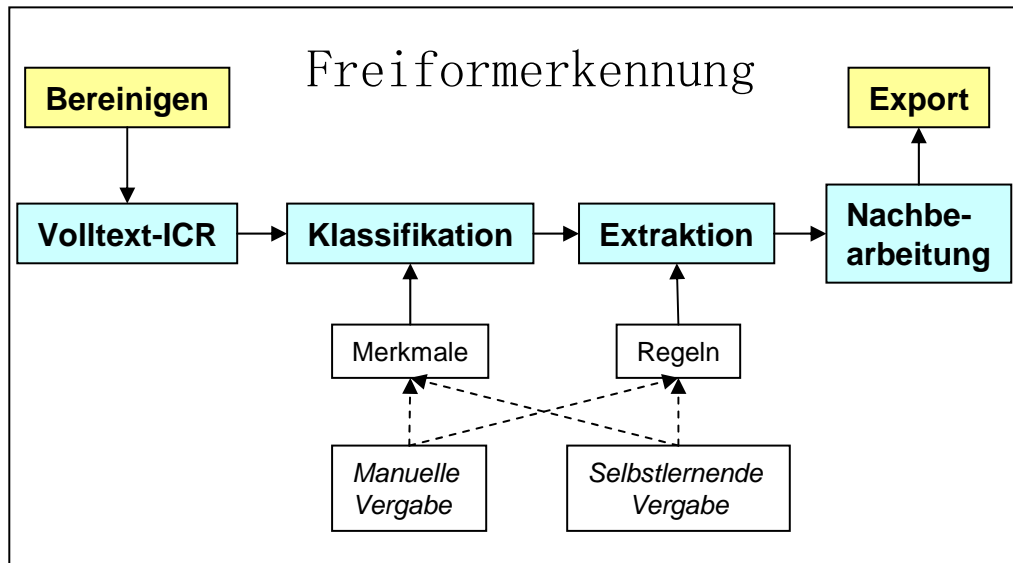 Freiformerkennung
Bereinigen
Export
Volltext-ICR
Klassifikation
Extraktion
Nachbe-
arbeitung
Merkmale
Regeln
Manuelle
Vergabe
Selbstlernende
Vergabe